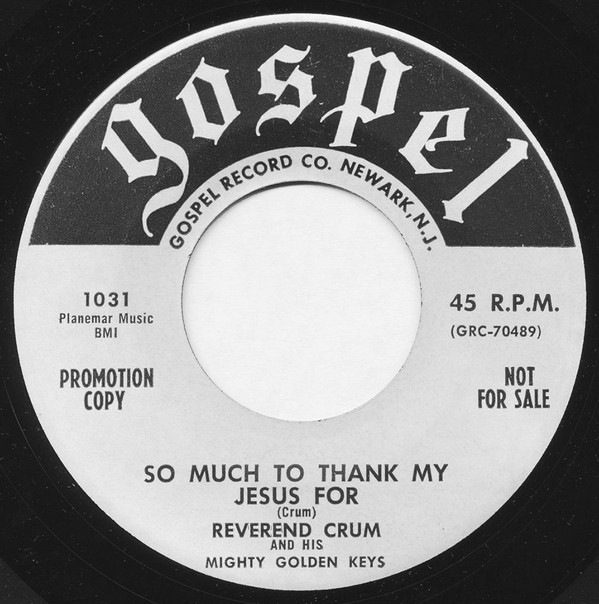 gospel
GOSPEL RECORD CO. NEWARK, N.J.
1031
Planemar Music
BMI
45 R.P.M.
(GRC-70489)
PROMOTION
COPY
NOT
FOR SALE
SO MUCH TO THANK MY
JESUS FOR
(Crum)
REVEREND CRUM
AND HIS
MIGHTY GOLDEN KEYS